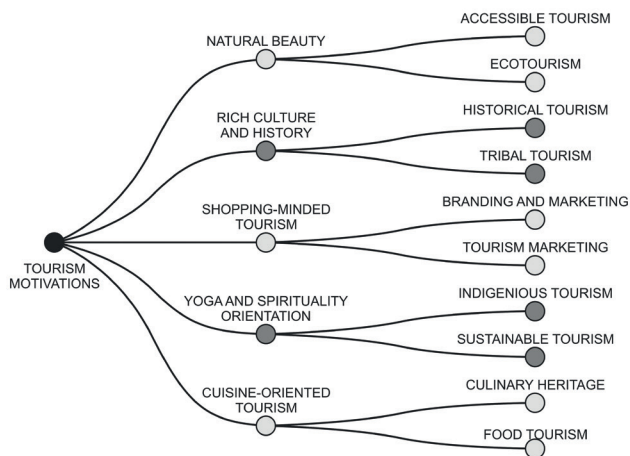 ACCESSIBLE TOURISM
NATURAL BEAUTY
ECOTOURISM
HISTORICAL TOURISM
RICH CULTURE
AND HISTORY
TRIBAL TOURISM
BRANDING AND MARKETING
SHOPPING-MINDED
TOURISM
TOURISM MARKETING
TOURISM
MOTIVATIONS
INDIGENIOUS TOURISM
YOGA AND SPIRITUALITY
ORIENTATION
SUSTAINABLE TOURISM
CULINARY HERITAGE
CUISINE-ORIENTED
TOURISM
FOOD TOURISM